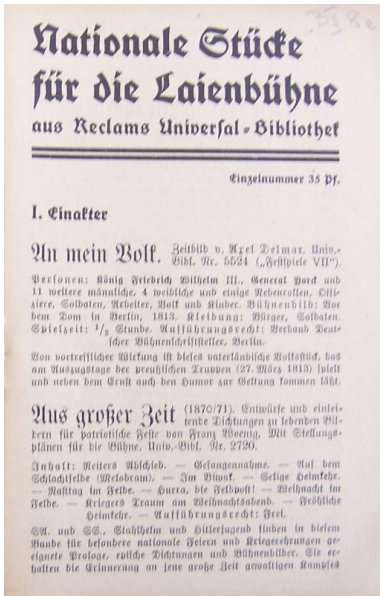 Nationale Stücke
für die Laienbühne
aus Reclams Universal-Bibliothek
Einzelnummer 35 Pf.
I. Einakter
An mein Volk. Zeitbild v. Axel Delmar. Univ.-
Bibl. Nr. 5524 („Festspiele VII“).
Personen: König Friedrich Wilhelm III., General Yorck und
11 weitere männliche, 4 weibliche und einige Nebenrollen, Offi-
ziere, Soldaten, Arbeiter, Volk und Kinder. Bühnenbild: Vor
dem Dom in Berlin, 1813. Kleidung: Bürger, Soldaten.
Spielzeit: 1/2 Stunde. Aufführungsrecht: Verband Deut-
scher Bühnenschriftsteller, Berlin.
Von vortrefflicher Wirkung ist dieses vaterländische Volksstück, das
am Auszugstage der preußischen Truppen (27. März 1813) spielt
und neben dem Ernst auch den Humor zur Geltung kommen läßt.
Aus großer Zeit (1870/71). Entwürfe und einlei-
tende Dichtungen zu lebenden Bil-
dern für patriotische Feste von Franz Woenig. Mit Stellungs-
plänen für die Bühne. Univ.-Bibl. Nr. 2720.
Inhalt: Reiters Abschied. — Gefangennahme. — Auf dem
Schlachtfelde (Melodram). — Im Biwak. — Selige Heimkehr.
— Rasttag im Felde. — Hurra, die Feldpost! — Weihnacht im
Felde. — Kriegers Traum am Weihnachtsabend. — Fröhliche
Heimkehr. — Aufführungsrecht: Frei.
SA. und SS., Stahlhelm und Hitlerjugend finden in diesem
Bande für besondere nationale Feiern und Kriegerehrungen ge-
eignete Prologe, epische Dichtungen und Bühnenbilder. Sie er-
halten die Erinnerung an jene große Zeit gewaltigen Kampfes